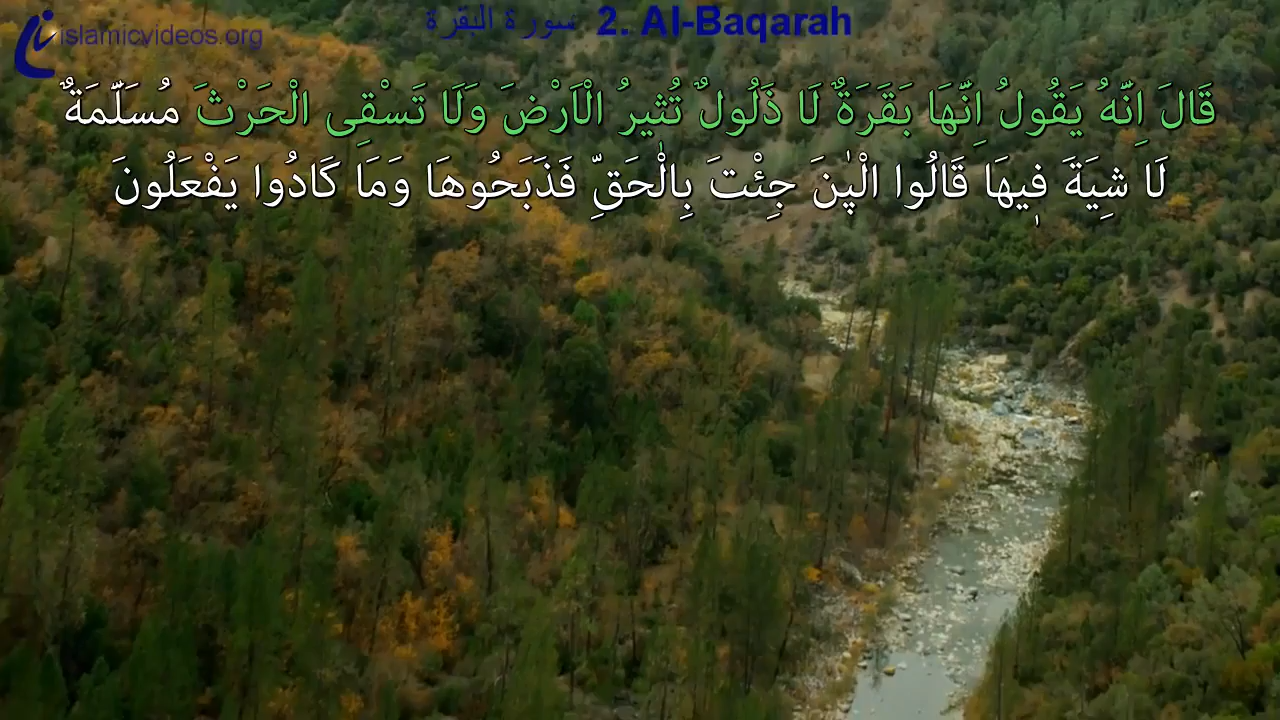 islamicvideos.org
سورة البقرة 2. Al-Baqarah
قَالَ اِنَّهُ يَقُولُ اِنَّهَا بَقَرَةٌ لَا ذَلُولٌ تُثٖيرُ الْاَرْضَ وَلَا تَسْقِى الْحَرْثَ مُسَلَّمَةٌ
لَا شِيَةَ فٖيهَا قَالُوا الْپٰنَ جِئْتَ بِالْحَقِّ فَذَبَحُوهَا وَمَا كَادُوا يَفْعَلُونَ